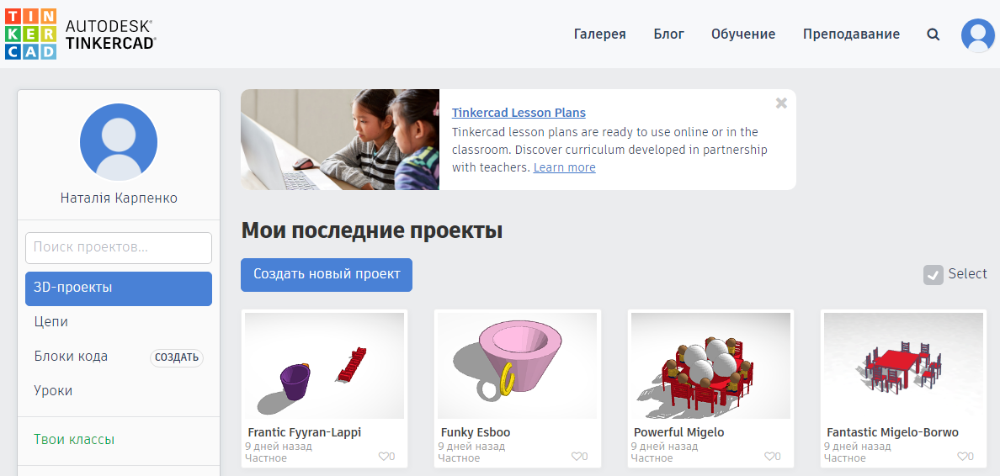 TIN
KER
CAD
AUTODESK®
TINKERCAD®
Галерея Блог Обучение Преподавание
Наталія Карпенко
Поиск проектов...
3D-проекты
Цепи
Блоки кода СОЗДАТЬ
Уроки
Твои классы
Tinkercad Lesson Plans
Tinkercad lesson plans are ready to use online or in the
classroom. Discover curriculum developed in partnership
with teachers. Learn more
Мои последние проекты
Создать новый проект
Select
Frantic Fyyran-Lappi
9 дней назад
Частное 0
Funky Esboo
9 дней назад
Частное 0
Powerful Migelo
9 дней назад
Частное 0
Fantastic Migelo-Borwo
9 дней назад
Частное 0